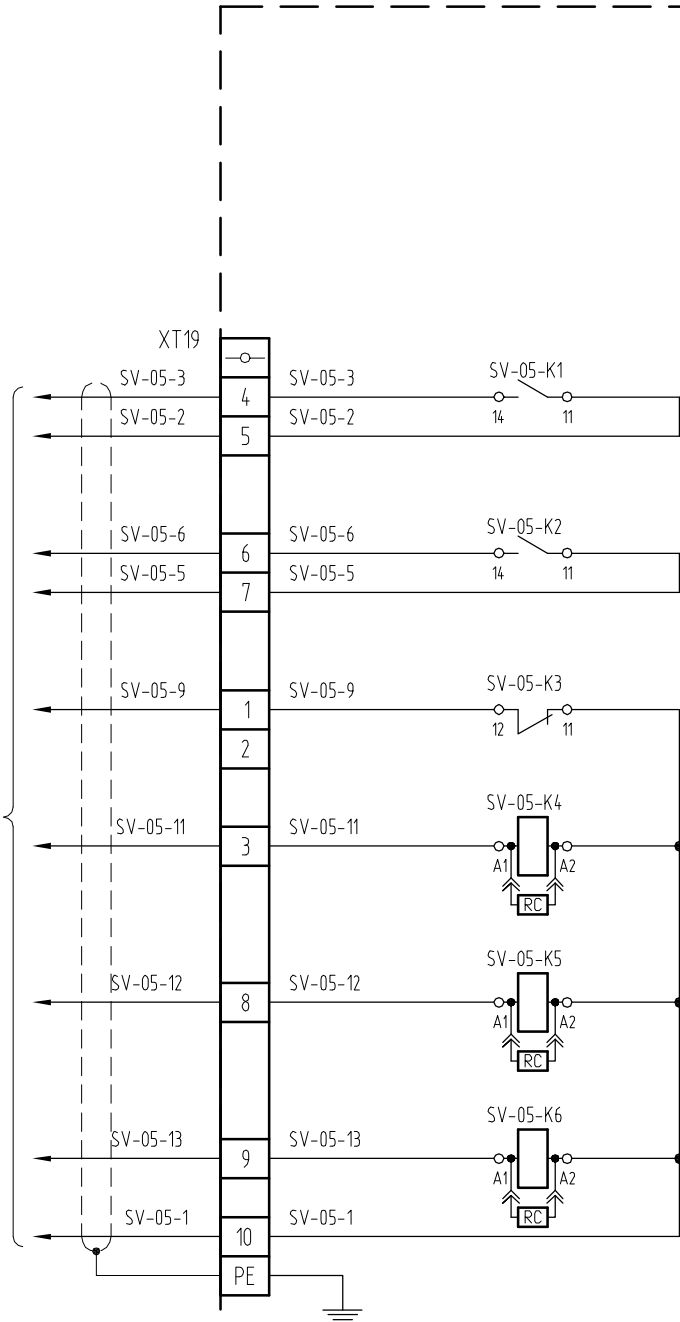 XT19
SV-05-K1
SV-05-3 4 SV-05-3
14 11
SV-05-2 5 SV-05-2
SV-05-K2
SV-05-6 6 SV-05-6
14 11
SV-05-5 7 SV-05-5
SV-05-K3
SV-05-9 1 SV-05-9
12 11
2
SV-05-K4
SV-05-11 3 SV-05-11
A1 A2
RC
SV-05-K5
SV-05-12 8 SV-05-12
A1 A2
RC
SV-05-K6
SV-05-13 9 SV-05-13
A1 A2
RC
SV-05-1 10 SV-05-1
PE